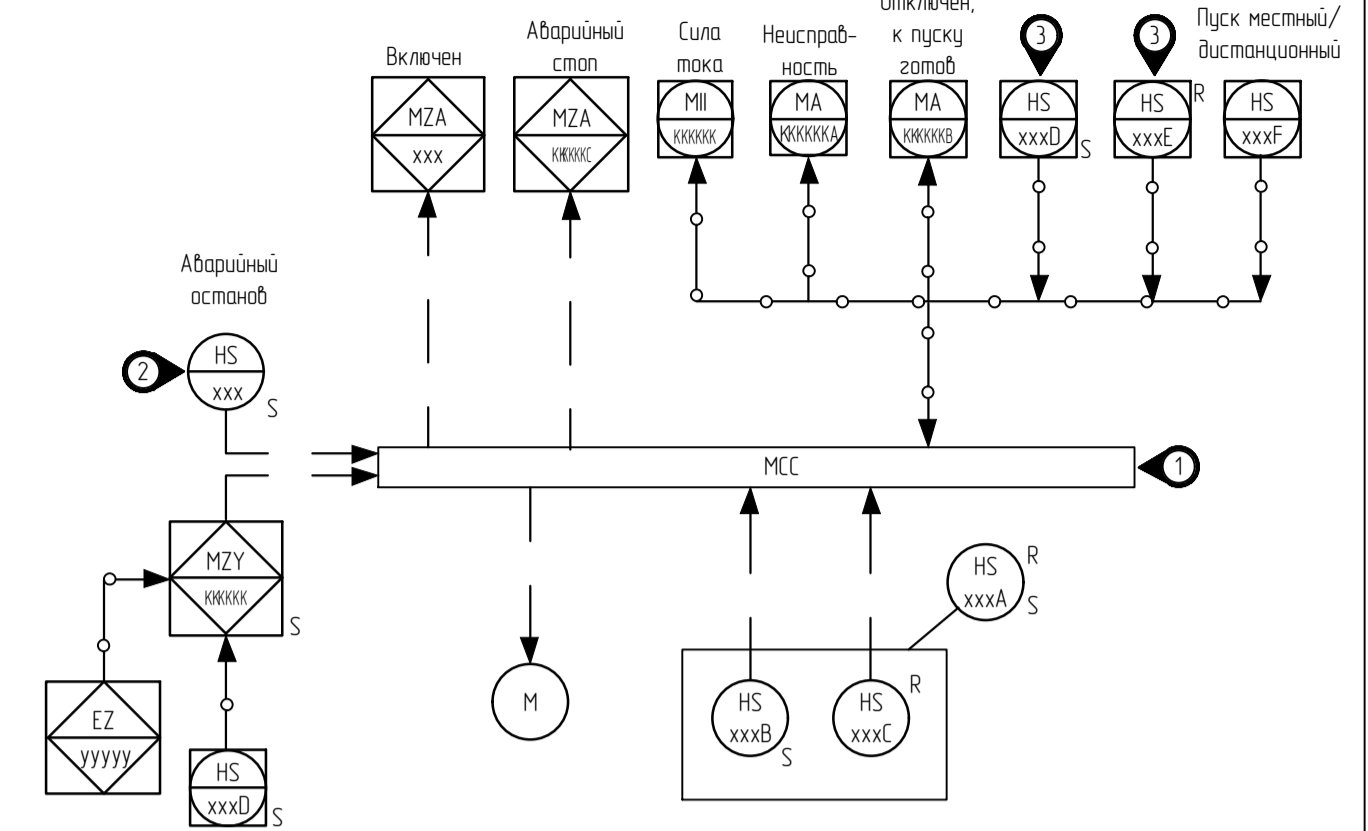 Отключен,
к пуску
готов
Пуск местный/
дистанционный
Аварийный
стоп
Сила
тока
Неисправ-
ность
Включен
3
3
MZA
xxx
MZA
KKKKKKC
MII
KKKKKK
MA
KKKKKKA
MA
KKKKKKB
HS
xxxD
S
HS
xxxE
R
HS
xxxF
Аварийный
останов
2
HS
xxx
S
MCC
1
MZY
KKKKKK
S
HS
xxxA
R
S
EZ
yyyyy
HS
xxxD
S
M
HS
xxxB
S
HS
xxxC
R